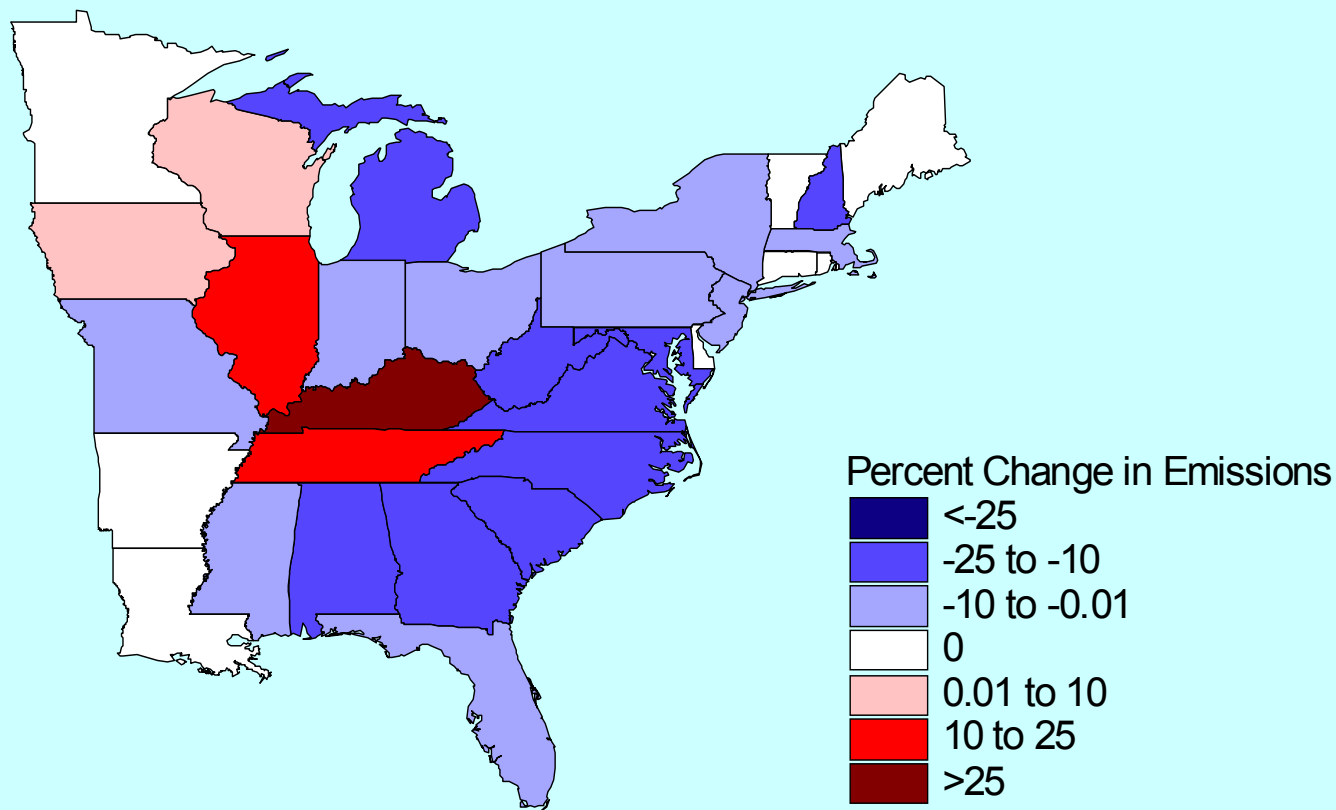 Percent Change in Emissions
<-25
-25 to -10
-10 to -0.01
0
0.01 to 10
10 to 25
>25